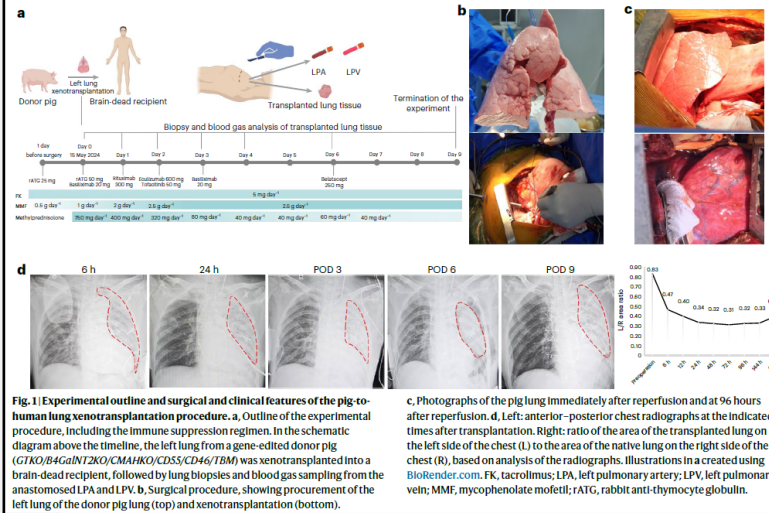 a
b
c
Donor pig
Left lung
xenotransplantation
Brain-dead recipient
LPA
LPV
Transplanted lung tissue
Termination of the
experiment
Biopsy and blood gas analysis of transplanted lung tissue
1 day
before surgery
Day 0
15 May 2024
Day 1
Day 2
Day 3
Day 4
Day 5
Day 6
Day 7
Day 8
Day 9
rATG 25 mg
rATG 50 mg
Basiliximab 20 mg
Rituximab
300 mg
Eculizumab 600 mg
Tofacitinib 50 mg
Basiliximab
20 mg
Belatacept
250 mg
FK
5 mg day⁻¹
MMF
0.5 g day⁻¹
1 g day⁻¹
2 g day⁻¹
2.5 g day⁻¹
2.5 g day⁻¹
Methylprednisolone
750 mg day⁻¹
400 mg day⁻¹
320 mg day⁻¹
80 mg day⁻¹
40 mg day⁻¹
40 mg day⁻¹
60 mg day⁻¹
40 mg day⁻¹
d
6 h
24 h
POD 3
POD 6
POD 9
L/R area ratio
0.90
0.80
0.70
0.60
0.50
0.40
0.30
0.20
0.10
0
0.83
0.47
0.40
0.34
0.32
0.31
0.32
0.33
Preoperation
6 h
12 h
24 h
48 h
72 h
96 h
144 h
Fig. 1 | Experimental outline and surgical and clinical features of the pig-to-
human lung xenotransplantation procedure. a, Outline of the experimental
procedure, including the immune suppression regimen. In the schematic
diagram above the timeline, the left lung from a gene-edited donor pig
(GTKO/B4GalNT2KO/CMAHKO/CD55/CD46/TBM) was xenotransplanted into a
brain-dead recipient, followed by lung biopsies and blood gas sampling from the
anastomosed LPA and LPV. b, Surgical procedure, showing procurement of the
left lung of the donor pig lung (top) and xenotransplantation (bottom).
c, Photographs of the pig lung immediately after reperfusion and at 96 hours
after reperfusion. d, Left: anterior–posterior chest radiographs at the indicated
times after transplantation. Right: ratio of the area of the transplanted lung on
the left side of the chest (L) to the area of the native lung on the right side of the
chest (R), based on analysis of the radiographs. Illustrations in a created using
BioRender.com. FK, tacrolimus; LPA, left pulmonary artery; LPV, left pulmonary
vein; MMF, mycophenolate mofetil; rATG, rabbit anti-thymocyte globulin.